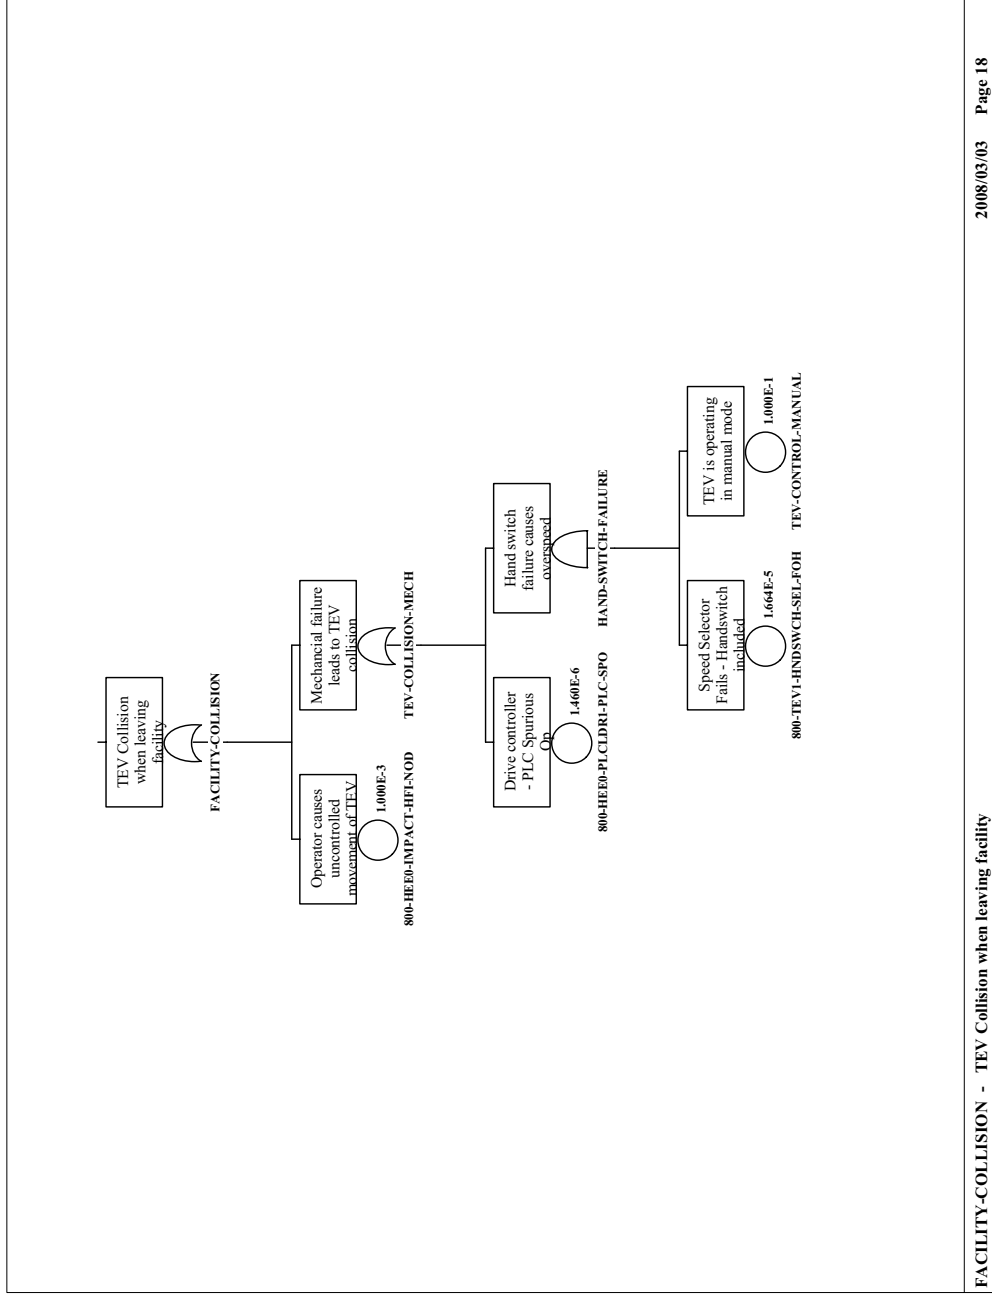 TEV Collision
when leaving
facility
FACILITY-COLLISION
Operator causes
uncontrolled
movement of TEV
1.000E-3
800-HEE0-IMPACT-HFI-NOD
Mechancial failure
leads to TEV
collision
TEV-COLLISION-MECH
Drive controller
- PLC Spurious
Op
1.460E-6
800-HEE0-PLCLDR1-PLC-SPO
Hand switch
failure causes
overspeed
HAND-SWITCH-FAILURE
Speed Selector
Fails - Handswitch
included
1.664E-5
800-TEV1-HNDSWCH-SEL-FOH
TEV is operating
in manual mode
1.000E-1
TEV-CONTROL-MANUAL
FACILITY-COLLISION - TEV Collision when leaving facility 2008/03/03 Page 18